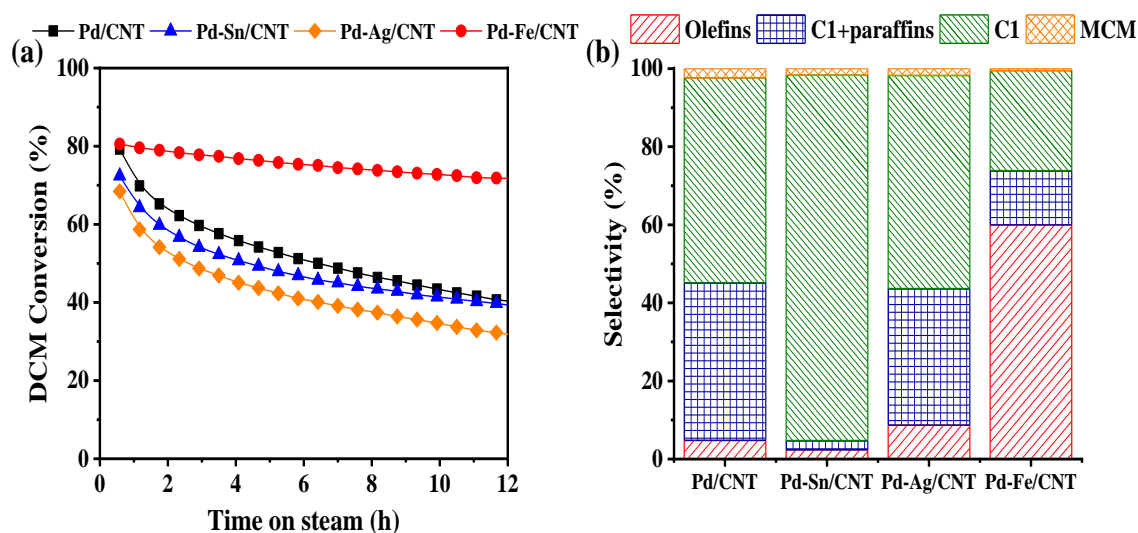 Pd/CNT Pd-Sn/CNT Pd-Ag/CNT Pd-Fe/CNT
(a)
DCM Conversion (%)
100
80
60
40
20
0
0 2 4 6 8 10 12
Time on steam (h)
Olefins C1+paraffins C1 MCM
(b)
Selectivity (%)
100
80
60
40
20
0
Pd/CNT Pd-Sn/CNT Pd-Ag/CNT Pd-Fe/CNT